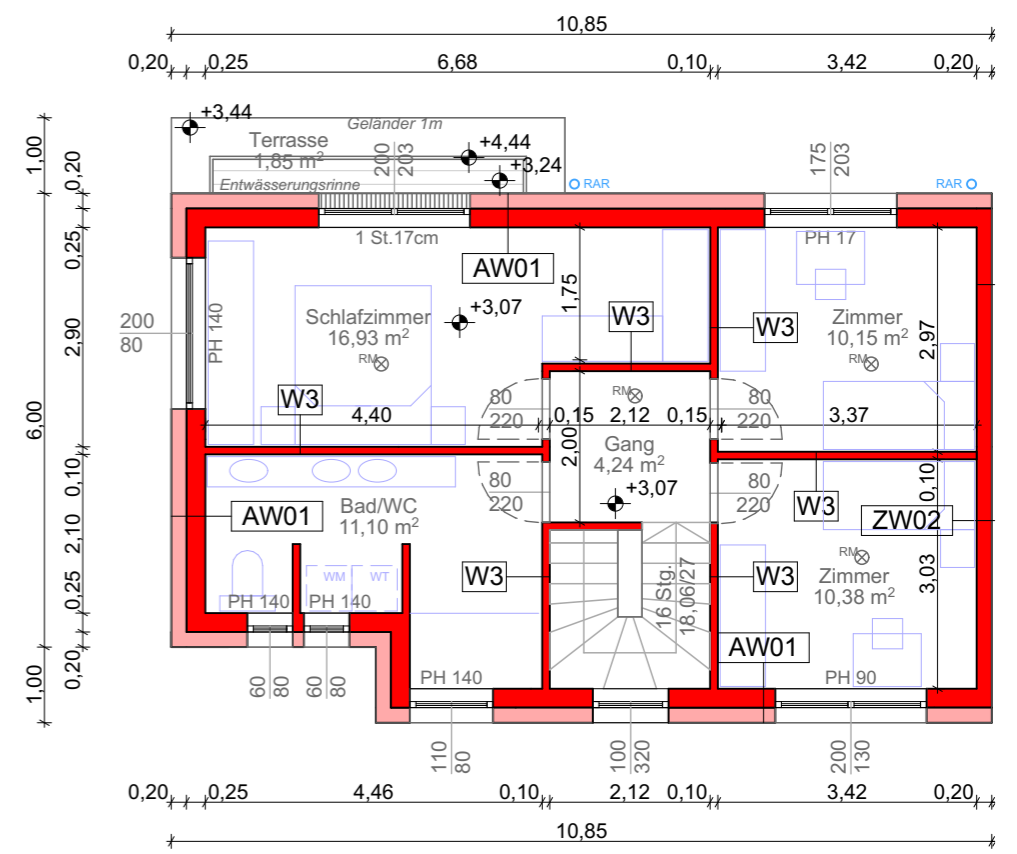 10,85
0,20 0,25 6,68 0,10 3,42 0,20
+3,44
Geländer 1m
Terrasse
1,85 m²
+4,44
+3,24
200
203
175
203
Entwässerungsrinne
RAR
RAR
1,00
0,20
0,25
2,90
6,00
0,10
2,10
0,25
0,20
1,00
1 St.17cm
PH 17
AW01
1,75
PH 140
200
80
Schlafzimmer
16,93 m²
+3,07
RM
W3
W3
Zimmer
10,15 m²
RM
2,97
W3
RM
80
220
80
220
4,40 0,15 2,12 0,15 3,37
2,00
Gang
4,24 m²
+3,07
80
220
80
220
W3
0,10
Bad/WC
11,10 m²
AW01
ZW02
RM
Zimmer
10,38 m²
3,03
W3
W3
WM
WT
PH 140
PH 140
16 Stg.
18,06/27
AW01
PH 140
PH 90
60
80
60
80
110
80
100
320
200
130
0,20 0,25 4,46 0,10 2,12 0,10 3,42 0,20
10,85